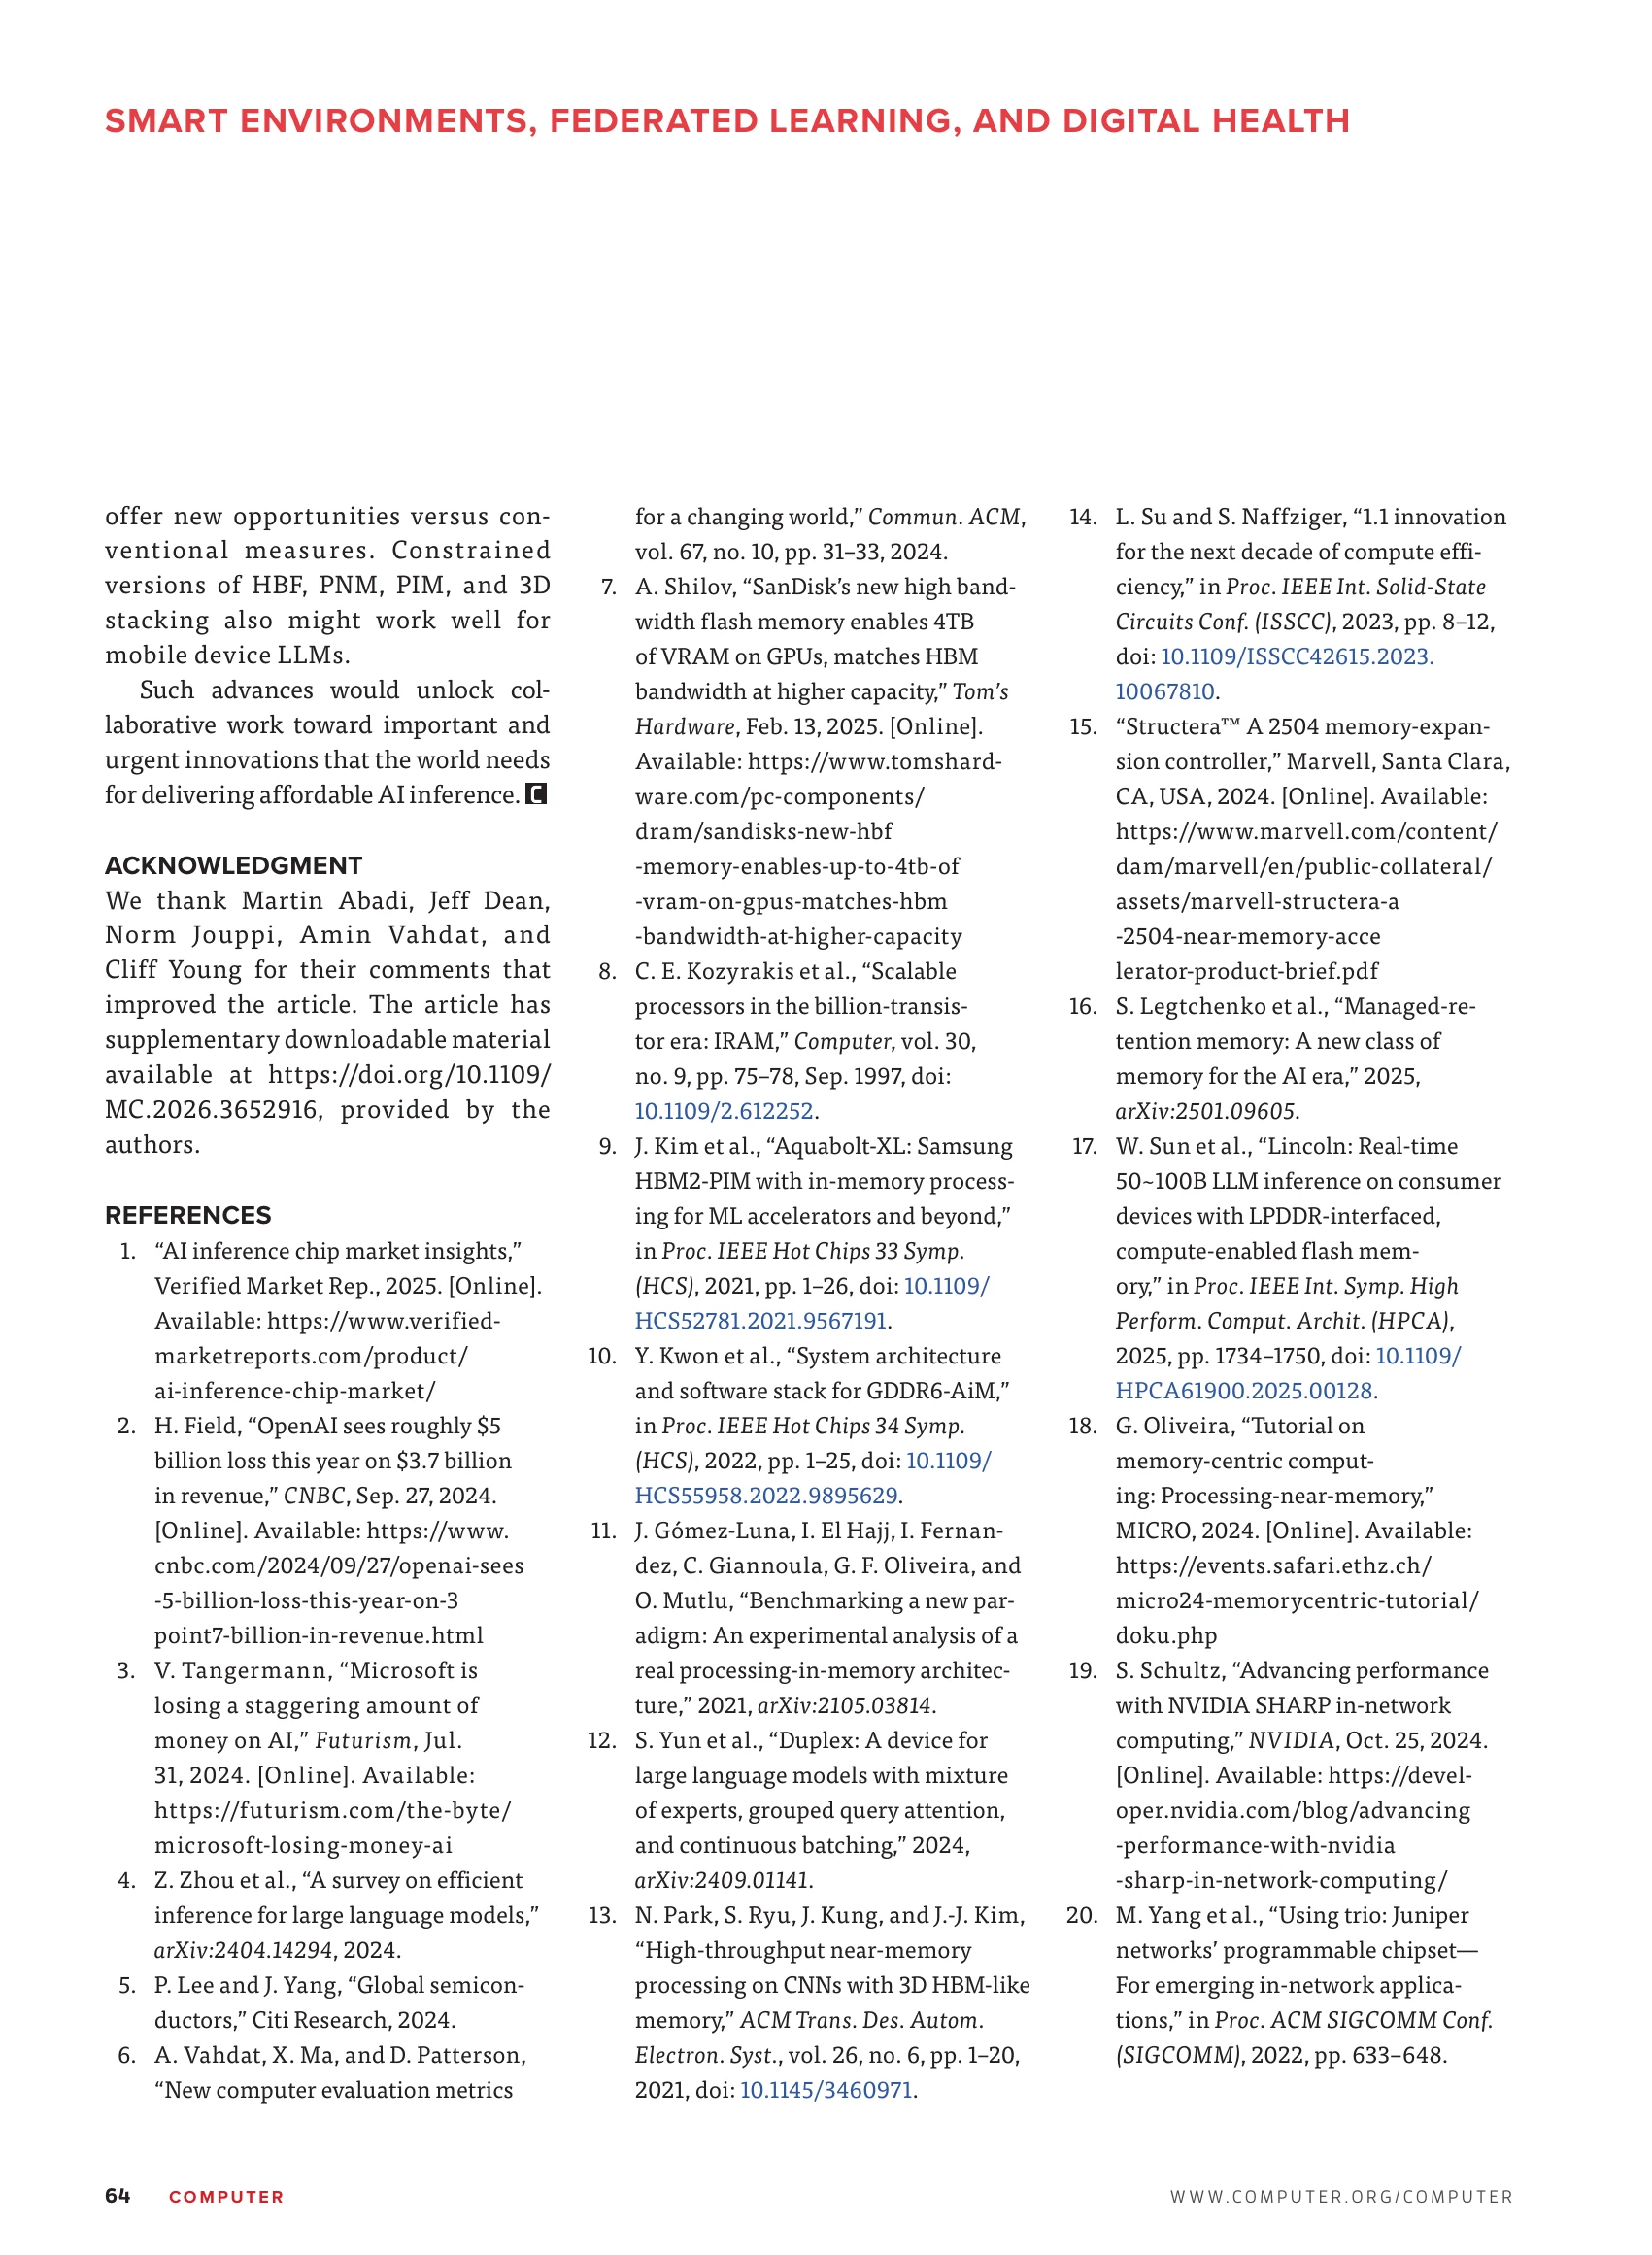 SMART ENVIRONMENTS, FEDERATED LEARNING, AND DIGITAL HEALTH
offer new opportunities versus con-
ventional measures. Constrained
versions of HBF, PNM, PIM, and 3D
stacking also might work well for
mobile device LLMs.
Such advances would unlock col-
laborative work toward important and
urgent innovations that the world needs
for delivering affordable AI inference. C
ACKNOWLEDGMENT
We thank Martin Abadi, Jeff Dean,
Norm Jouppi, Amin Vahdat, and
Cliff Young for their comments that
improved the article. The article has
supplementary downloadable material
available at https://doi.org/10.1109/
MC.2026.3652916, provided by the
authors.
REFERENCES
1. “AI inference chip market insights,”
Verified Market Rep., 2025. [Online].
Available: https://www.verified-
marketreports.com/product/
ai-inference-chip-market/
2. H. Field, “OpenAI sees roughly $5
billion loss this year on $3.7 billion
in revenue,” CNBC, Sep. 27, 2024.
[Online]. Available: https://www.
cnbc.com/2024/09/27/openai-sees
-5-billion-loss-this-year-on-3
point7-billion-in-revenue.html
3. V. Tangermann, “Microsoft is
losing a staggering amount of
money on AI,” Futurism, Jul.
31, 2024. [Online]. Available:
https://futurism.com/the-byte/
microsoft-losing-money-ai
4. Z. Zhou et al., “A survey on efficient
inference for large language models,”
arXiv:2404.14294, 2024.
5. P. Lee and J. Yang, “Global semicon-
ductors,” Citi Research, 2024.
6. A. Vahdat, X. Ma, and D. Patterson,
“New computer evaluation metrics
for a changing world,” Commun. ACM,
vol. 67, no. 10, pp. 31–33, 2024.
7. A. Shilov, “SanDisk’s new high band-
width flash memory enables 4TB
of VRAM on GPUs, matches HBM
bandwidth at higher capacity,” Tom’s
Hardware, Feb. 13, 2025. [Online].
Available: https://www.tomshard-
ware.com/pc-components/
dram/sandisks-new-hbf
-memory-enables-up-to-4tb-of
-vram-on-gpus-matches-hbm
-bandwidth-at-higher-capacity
8. C. E. Kozyrakis et al., “Scalable
processors in the billion-transis-
tor era: IRAM,” Computer, vol. 30,
no. 9, pp. 75–78, Sep. 1997, doi:
10.1109/2.612252.
9. J. Kim et al., “Aquabolt-XL: Samsung
HBM2-PIM with in-memory process-
ing for ML accelerators and beyond,”
in Proc. IEEE Hot Chips 33 Symp.
(HCS), 2021, pp. 1–26, doi: 10.1109/
HCS52781.2021.9567191.
10. Y. Kwon et al., “System architecture
and software stack for GDDR6-AiM,”
in Proc. IEEE Hot Chips 34 Symp.
(HCS), 2022, pp. 1–25, doi: 10.1109/
HCS55958.2022.9895629.
11. J. Gómez-Luna, I. El Hajj, I. Fernan-
dez, C. Giannoula, G. F. Oliveira, and
O. Mutlu, “Benchmarking a new par-
adigm: An experimental analysis of a
real processing-in-memory architec-
ture,” 2021, arXiv:2105.03814.
12. S. Yun et al., “Duplex: A device for
large language models with mixture
of experts, grouped query attention,
and continuous batching,” 2024,
arXiv:2409.01141.
13. N. Park, S. Ryu, J. Kung, and J.-J. Kim,
“High-throughput near-memory
processing on CNNs with 3D HBM-like
memory,” ACM Trans. Des. Autom.
Electron. Syst., vol. 26, no. 6, pp. 1–20,
2021, doi: 10.1145/3460971.
14. L. Su and S. Naffziger, “1.1 innovation
for the next decade of compute effi-
ciency,” in Proc. IEEE Int. Solid-State
Circuits Conf. (ISSCC), 2023, pp. 8–12,
doi: 10.1109/ISSCC42615.2023.
10067810.
15. “Structera™ A 2504 memory-expan-
sion controller,” Marvell, Santa Clara,
CA, USA, 2024. [Online]. Available:
https://www.marvell.com/content/
dam/marvell/en/public-collateral/
assets/marvell-structera-a
-2504-near-memory-acce
lerator-product-brief.pdf
16. S. Legtchenko et al., “Managed-re-
tention memory: A new class of
memory for the AI era,” 2025,
arXiv:2501.09605.
17. W. Sun et al., “Lincoln: Real-time
50~100B LLM inference on consumer
devices with LPDDR-interfaced,
compute-enabled flash mem-
ory,” in Proc. IEEE Int. Symp. High
Perform. Comput. Archit. (HPCA),
2025, pp. 1734–1750, doi: 10.1109/
HPCA61900.2025.00128.
18. G. Oliveira, “Tutorial on
memory-centric comput-
ing: Processing-near-memory,”
MICRO, 2024. [Online]. Available:
https://events.safari.ethz.ch/
micro24-memorycentric-tutorial/
doku.php
19. S. Schultz, “Advancing performance
with NVIDIA SHARP in-network
computing,” NVIDIA, Oct. 25, 2024.
[Online]. Available: https://devel-
oper.nvidia.com/blog/advancing
-performance-with-nvidia
-sharp-in-network-computing/
20. M. Yang et al., “Using trio: Juniper
networks’ programmable chipset—
For emerging in-network applica-
tions,” in Proc. ACM SIGCOMM Conf.
(SIGCOMM), 2022, pp. 633–648.
64 COMPUTER
WWW.COMPUTER.ORG/COMPUTER